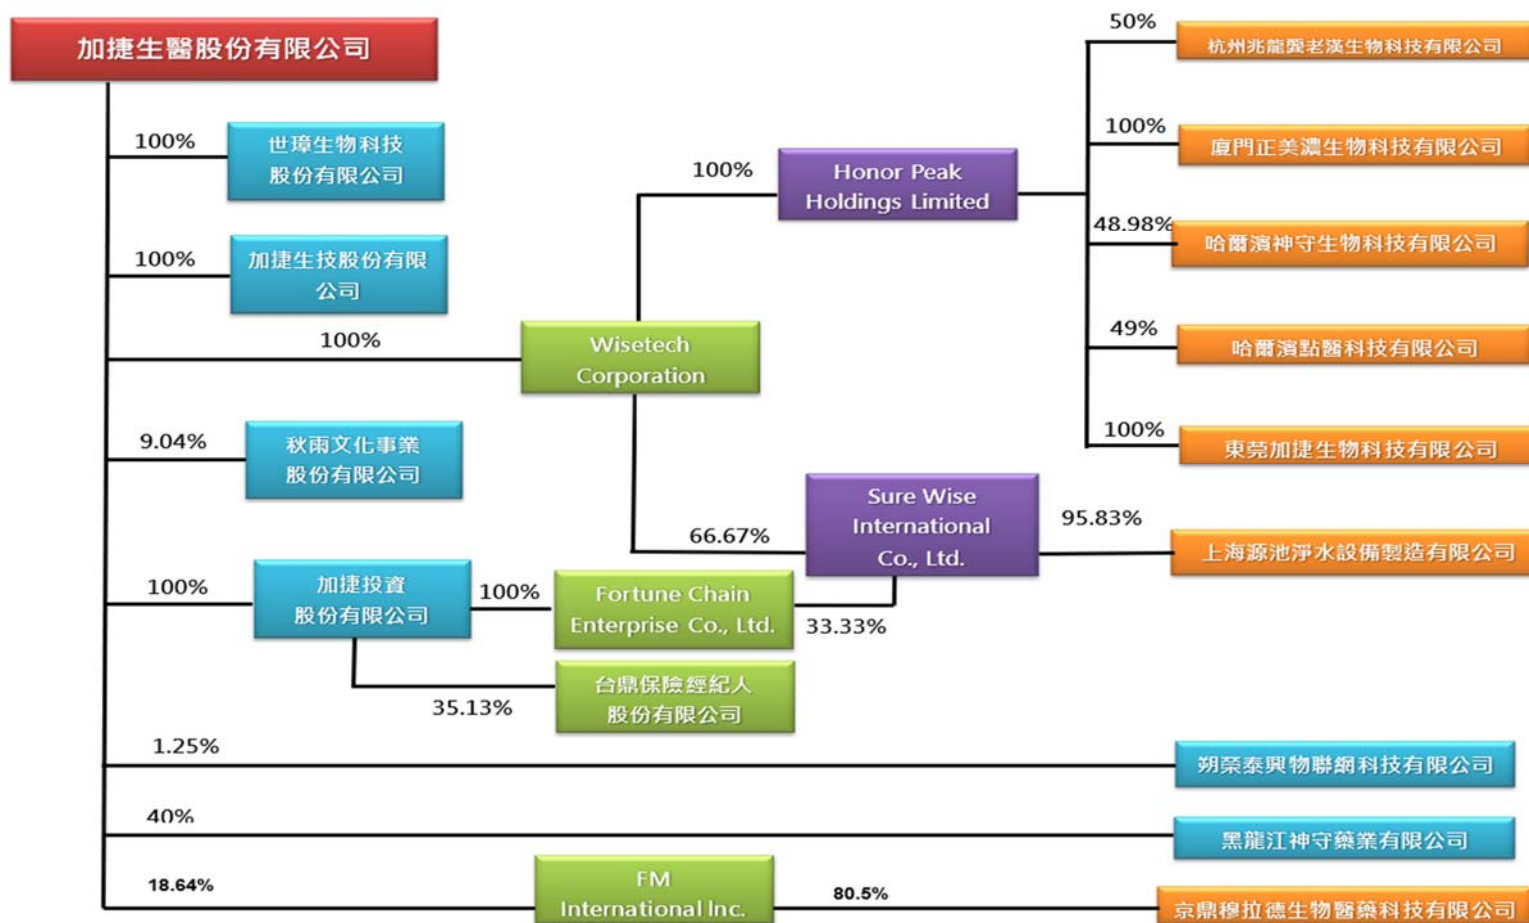 加捷生醫股份有限公司
100%
世璋生物科技
股份有限公司
100%
加捷生技股份有限
公司
100%
Wisetech
Corporation
100%
Honor Peak
Holdings Limited
50%
杭州兆龍愛老漢生物科技有限公司
100%
廈門正美濃生物科技有限公司
48.98%
哈爾濱神守生物科技有限公司
49%
哈爾濱點醫科技有限公司
100%
東莞加捷生物科技有限公司
9.04%
秋雨文化事業
股份有限公司
66.67%
Sure Wise
International
Co., Ltd.
95.83%
上海源池淨水設備製造有限公司
100%
加捷投資
股份有限公司
100%
Fortune Chain
Enterprise Co., Ltd.
33.33%
35.13%
台鼎保險經紀人
股份有限公司
1.25%
朔榮泰興物聯網科技有限公司
40%
黑龍江神守藥業有限公司
18.64%
FM
International lnc.
80.5%
京鼎穆拉德生物醫藥科技有限公司